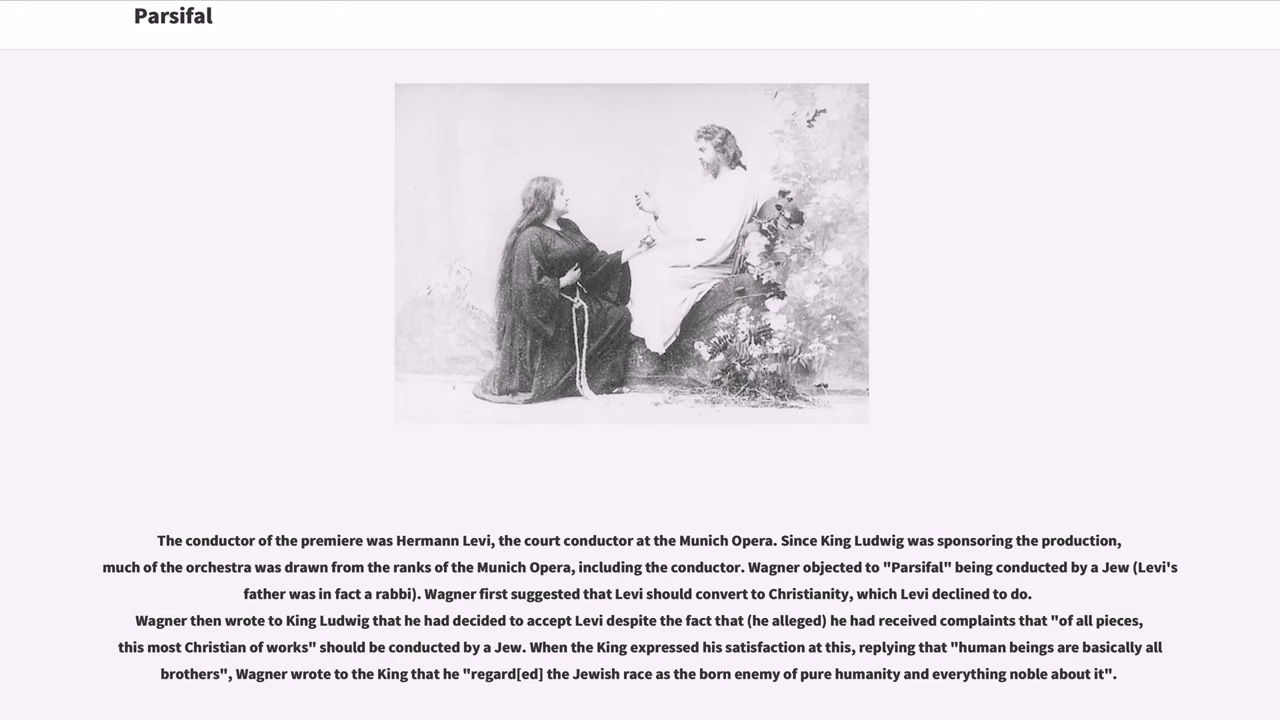 Parsifal
The conductor of the premiere was Hermann Levi, the court conductor at the Munich Opera. Since King Ludwig was sponsoring the production,
much of the orchestra was drawn from the ranks of the Munich Opera, including the conductor. Wagner objected to "Parsifal" being conducted by a Jew (Levi's
father was in fact a rabbi). Wagner first suggested that Levi should convert to Christianity, which Levi declined to do.
Wagner then wrote to King Ludwig that he had decided to accept Levi despite the fact that (he alleged) he had received complaints that "of all pieces,
this most Christian of works" should be conducted by a Jew. When the King expressed his satisfaction at this, replying that "human beings are basically all
brothers", Wagner wrote to the King that he "regard[ed] the Jewish race as the born enemy of pure humanity and everything noble about it".